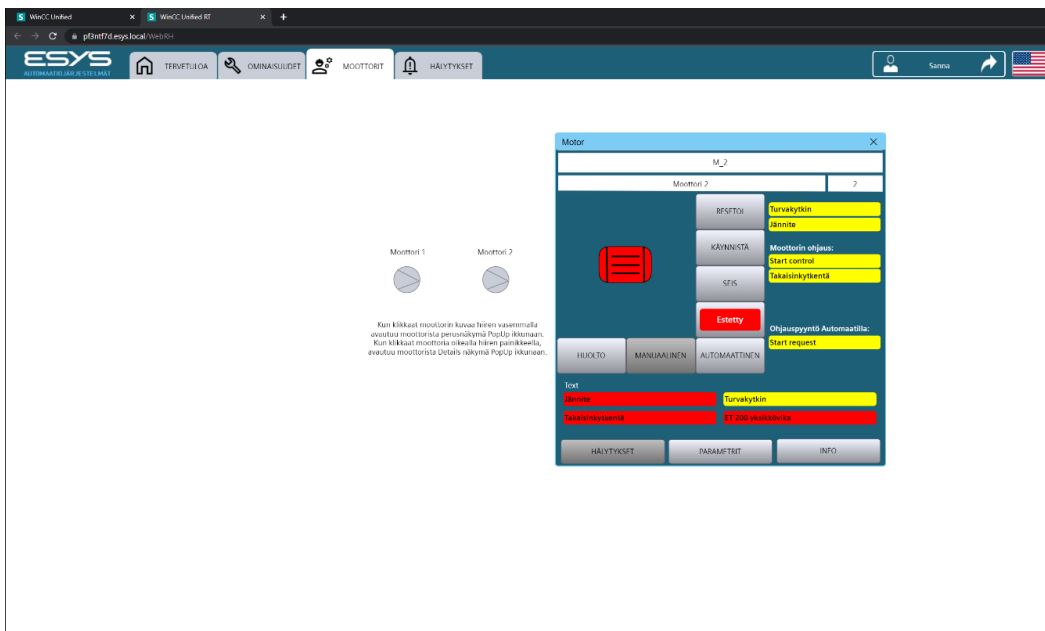 WinCC Unified
WinCC Unified RT
pf3ntf7d.esys.local/WebRH
ESYS
AUTOMAATIOJÄRJESTELMÄT
TERVETULOA
OMINAISUUDET
MOOTTORIT
HÄLYTYKSET
Sanna
Motor
M_2
Moottori 2
2
RESETOI
Turvakytkin
Jännite
KÄYNNISTÄ
Moottorin ohjaus:
Start control
Takaisinkytkentä
SEIS
Estetty
Ohjauspyyntö Automaatilla:
Start request
HUOLTO
MANUAALINEN
AUTOMAATTINEN
Text
Jännite
Turvakytkin
Takaisinkytkentä
ET 200 yksikkövika
HÄLYTYKSET
PARAMETRIT
INFO
Moottori 1
Moottori 2
Kun klikkaat moottorin kuvaa hiiren vasemmalla
avautuu moottorista perusnäkymä PopUp ikkunaan.
Kun klikkaat moottoria oikealla hiiren painikkeella,
avautuu moottorista Details näkymä PopUp ikkunaan.